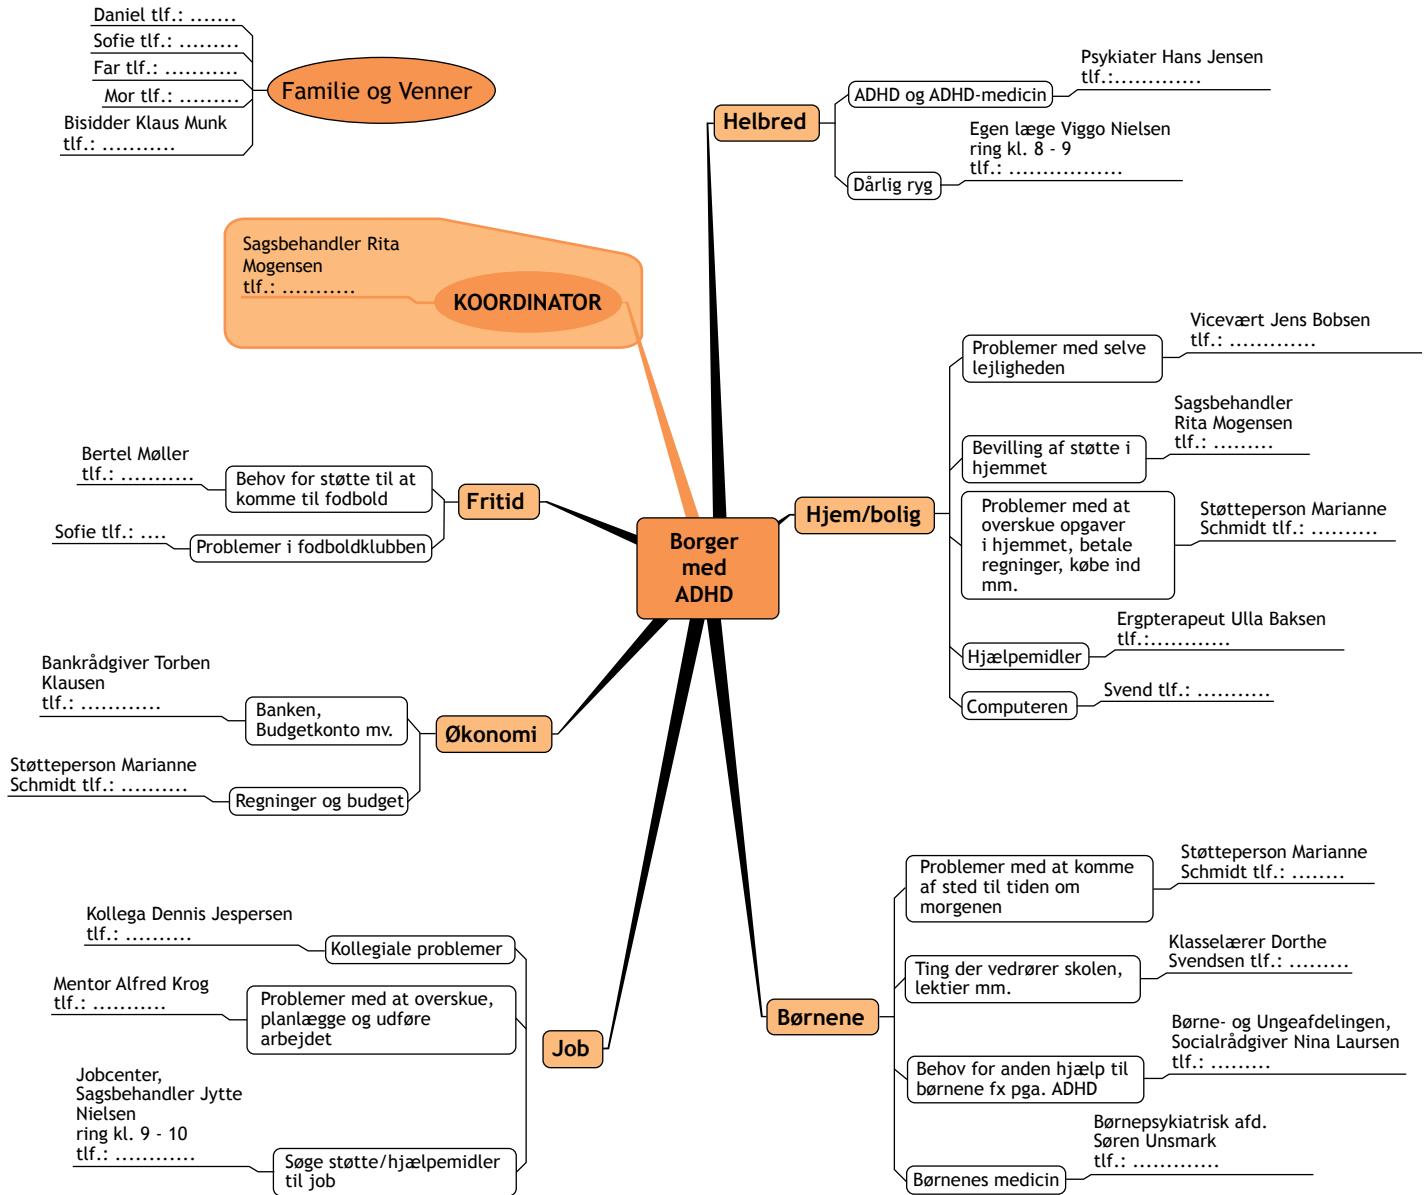 Daniel tlf.: .......
Sofie tlf.: .........
Far tlf.: ...........
Mor tlf.: ...........
Bisidder Klaus Munk
tlf.: ...........
Familie og Venner
Sagsbehandler Rita
Mogensen
tlf.: ...........
KOORDINATOR
Helbred
ADHD og ADHD-medicin
Psykiater Hans Jensen
tlf.:.............
Dårlig ryg
Egen læge Viggo Nielsen
ring kl. 8 - 9
tlf.: .................
Borger
med
ADHD
Hjem/bolig
Problemer med selve
lejligheden
Vicevært Jens Bobsen
tlf.: .............
Bevilling af støtte i
hjemmet
Sagsbehandler
Rita Mogensen
tlf.: .........
Problemer med at
overskue opgaver
i hjemmet, betale
regninger, købe ind
mm.
Støtteperson Marianne
Schmidt tlf.: ..........
Hjælpemidler
Ergpterapeut Ulla Baksen
tlf.:............
Computeren
Svend tlf.: ...........
Fritid
Bertel Møller
tlf.: ...........
Behov for støtte til at
komme til fodbold
Sofie tlf.: ....
Problemer i fodboldklubben
Økonomi
Bankrådgiver Torben
Klausen
tlf.: ............
Banken,
Budgetkonto mv.
Støtteperson Marianne
Schmidt tlf.: ..........
Regninger og budget
Job
Kollega Dennis Jespersen
tlf.: ..........
Kollegiale problemer
Mentor Alfred Krog
tlf.: ...........
Problemer med at overskue,
planlægge og udføre
arbejdet
Jobcenter,
Sagsbehandler Jytte
Nielsen
ring kl. 9 - 10
tlf.: ............
Søge støtte/hjælpemidler
til job
Børnene
Problemer med at komme
af sted til tiden om
morgenen
Støtteperson Marianne
Schmidt tlf.: ........
Ting der vedrører skolen,
lektier mm.
Klasselærer Dorthe
Svendsen tlf.: .........
Behov for anden hjælp til
børnene fx pga. ADHD
Børne- og Ungeafdelingen,
Socialrådgiver Nina Laursen
tlf.: .........
Børnenes medicin
Børnepsykiatrisk afd.
Søren Unsmark
tlf.: .............